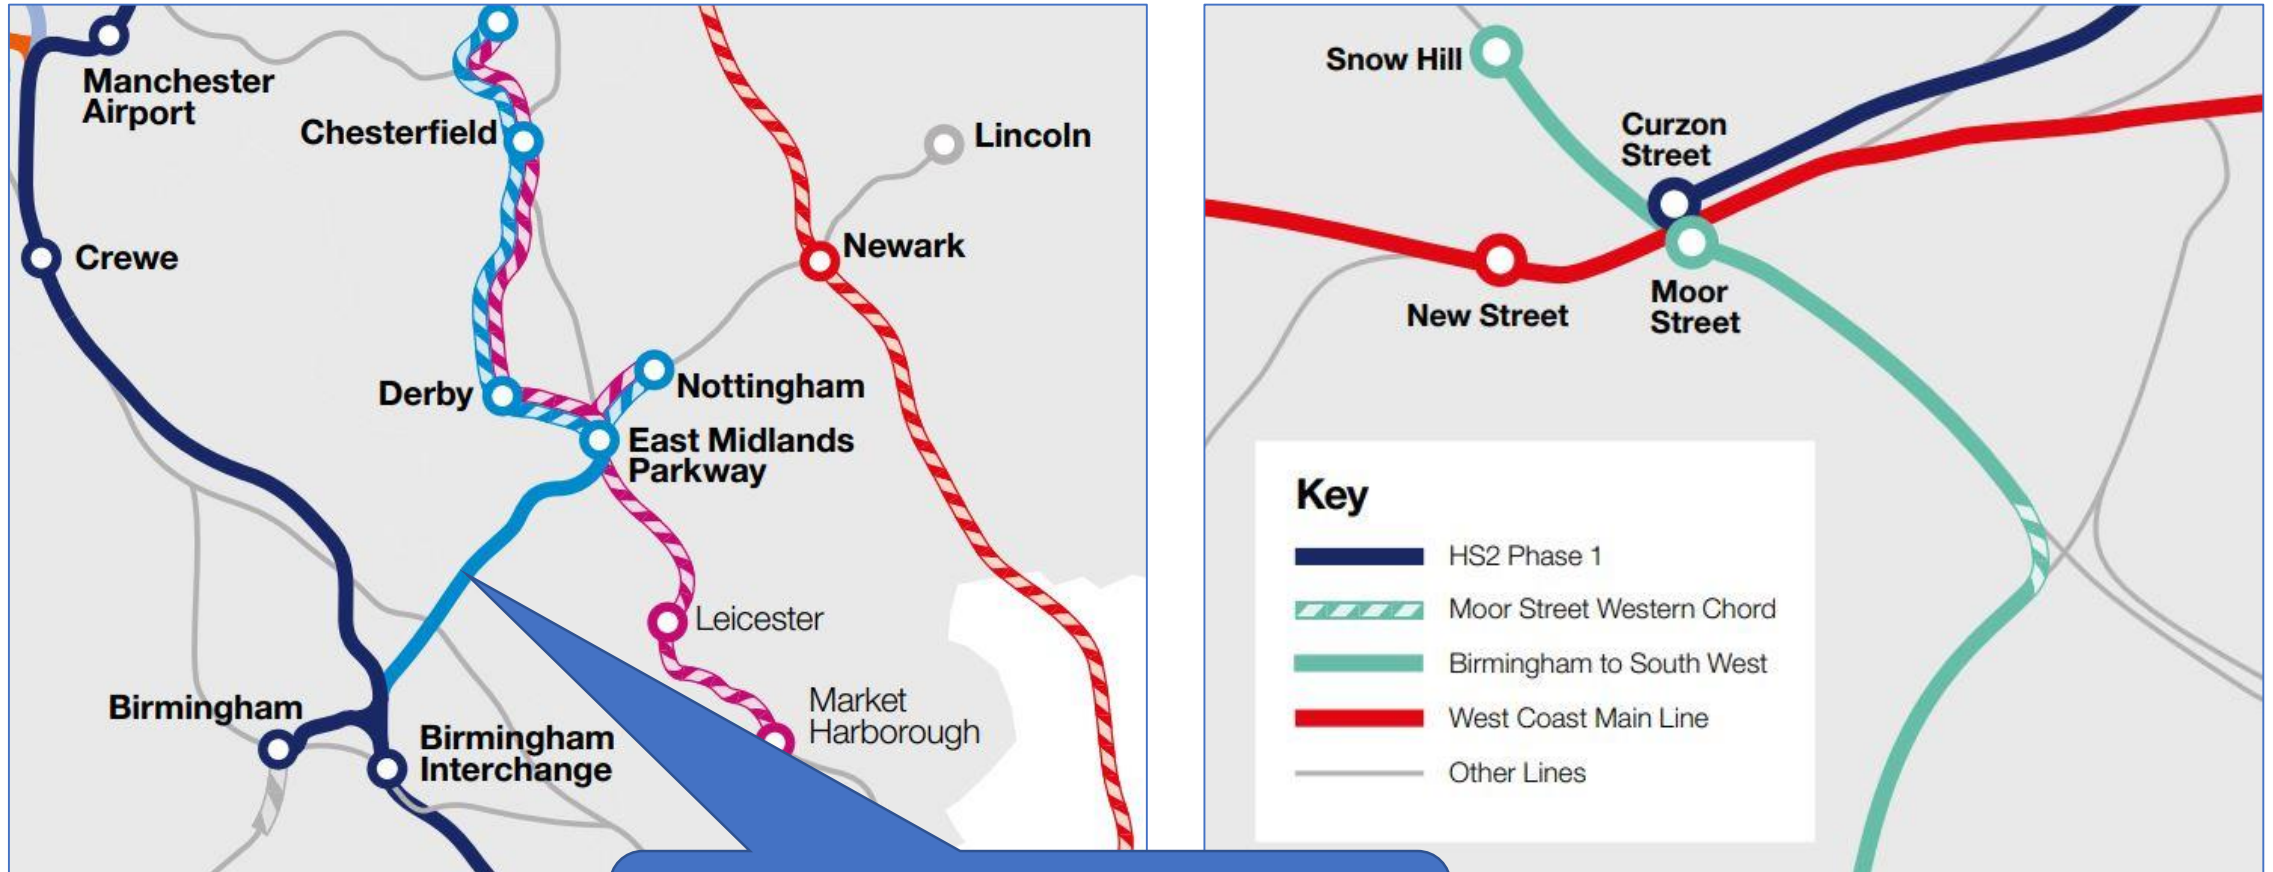 Manchester
Airport
Chesterfield
Lincoln
Crewe
Newark
Derby
Nottingham
East Midlands
Parkway
Leicester
Birmingham
Birmingham
Interchange
Market
Harborough
Snow Hill
Curzon
Street
New Street
Moor
Street
Key
HS2 Phase 1
Moor Street Western Chord
Birmingham to South West
West Coast Main Line
Other Lines